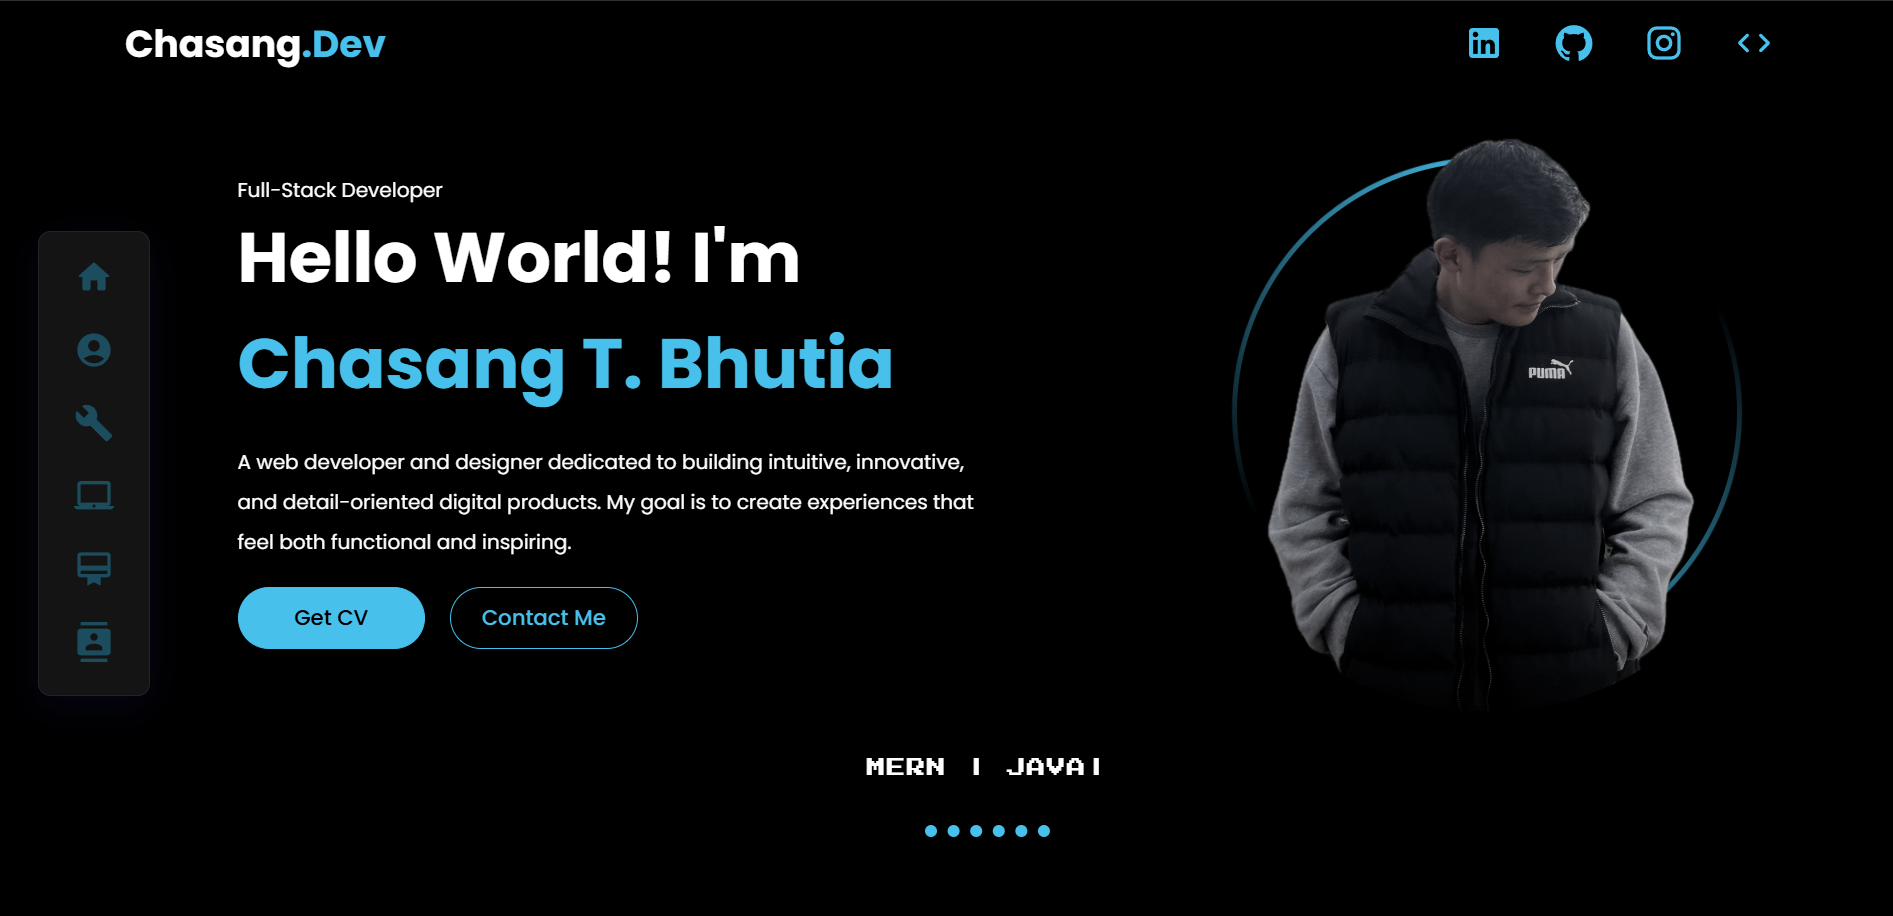 Chasang.Dev
Full-Stack Developer
Hello World! I'm
Chasang T. Bhutia
A web developer and designer dedicated to building intuitive, innovative,
and detail-oriented digital products. My goal is to create experiences that
feel both functional and inspiring.
Get CV
Contact Me
PUMA
MERN | JAVA|